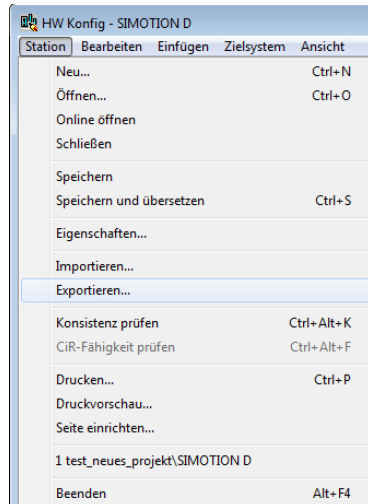 HW Konfig - SIMOTION D
Station Bearbeiten Einfügen Zielsystem Ansicht
Neu... Ctrl+N
Öffnen... Ctrl+O
Online öffnen
Schließen
Speichern
Speichern und übersetzen Ctrl+S
Eigenschaften...
Importieren...
Exportieren...
Konsistenz prüfen Ctrl+Alt+K
CiR-Fähigkeit prüfen Ctrl+Alt+F
Drucken... Ctrl+P
Druckvorschau...
Seite einrichten...
1 test_neues_projekt\SIMOTION D
Beenden Alt+F4